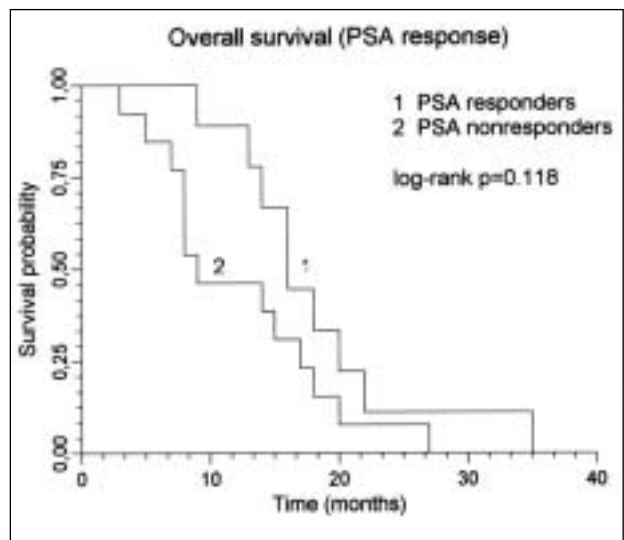 Overall survival (PSA response)
1 PSA responders
2 PSA nonresponders
log-rank p=0.118
Survival probability
1,00
0,75
0,50
0,25
0,00
2
1
0
10
20
30
40
Time (months)